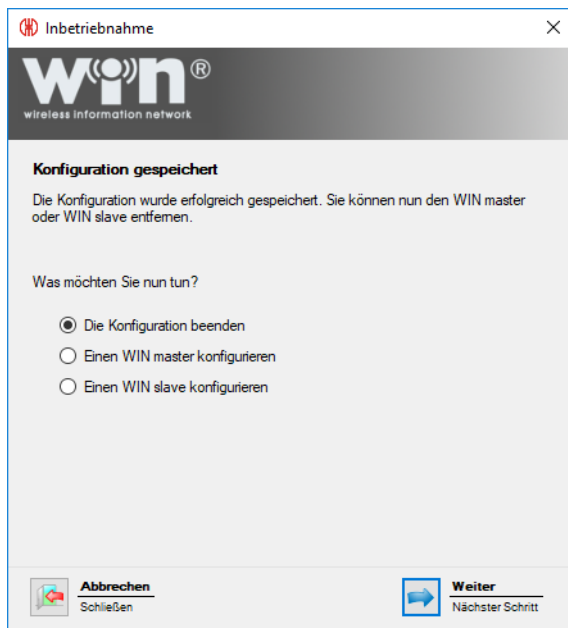 Inbetriebnahme
WIN®
wireless information network
Konfiguration gespeichert
Die Konfiguration wurde erfolgreich gespeichert. Sie können nun den WIN master
oder WIN slave entfernen.
Was möchten Sie nun tun?
Die Konfiguration beenden
Einen WIN master konfigurieren
Einen WIN slave konfigurieren
Abbrechen
Schließen
Weiter
Nächster Schritt